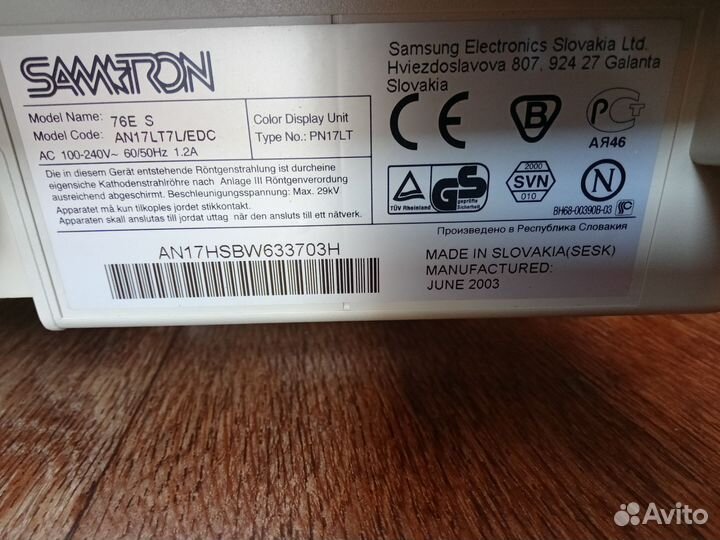 SAMTRON
Model Name: 76E S
Model Code: AN17LT7L/EDC
AC 100-240V~ 60/50Hz 1.2A
Color Display Unit
Type No.: PN17LT
Die in diesem Gerät entstehende Röntgenstrahlung ist durcheine
eigensiche Kathodenstrahlröhre nach Anlage III Röntgenverordung
ausreichend abgeschirmt. Beschleunigungsspannung: Max. 29kV
Apparatet må kun tilkoples jordet stikkontakt.
Apparaten skall anslutas till jordat uttag när den ansluts till ett nätverk.
AN17HSBW633703H
Samsung Electronics Slovakia Ltd.
Hviezdoslavova 807. 924 27 Galanta
Slovakia
CE
B
РСТ
АЯ46
TÜV Rheinland
geprüfte
Sicherheit
GS
2000
SVN
010
N
BH68-00390B-03
Произведено в Республика Словакия
MADE IN SLOVAKIA(SESK)
MANUFACTURED:
JUNE 2003
Avito